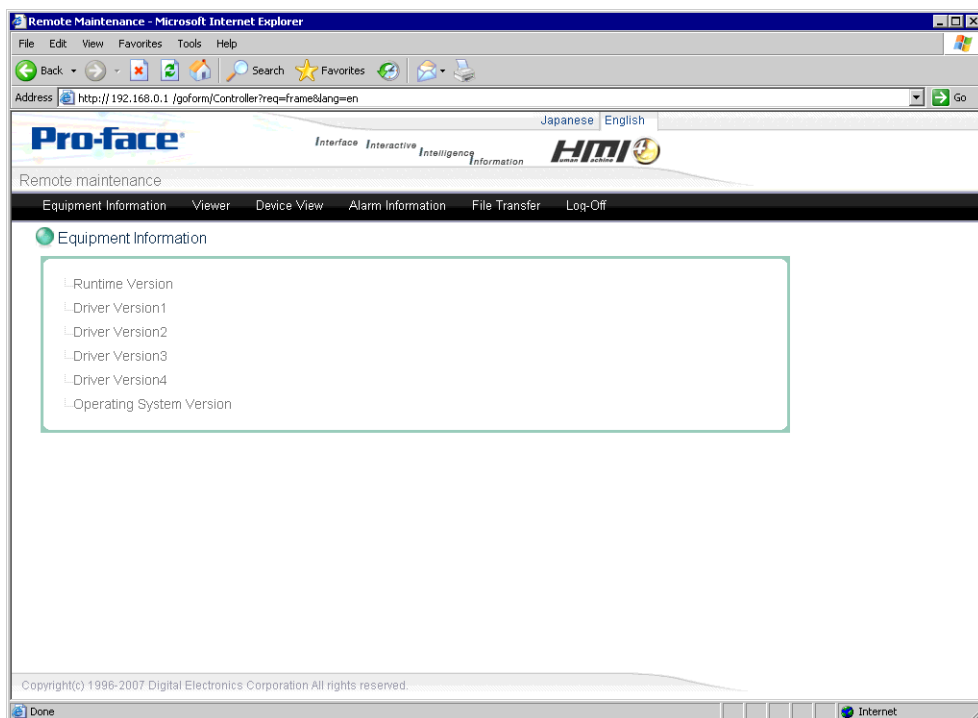 Remote Maintenance - Microsoft Internet Explorer
File Edit View Favorites Tools Help
Back Search Favorites
Address http://192.168.0.1 /goform/Controller?req=frame&lang=en Go
Japanese English
Pro-face
Interface Interactive Intelligence Information
HMI
Human Machine
Remote maintenance
Equipment Information Viewer Device View Alarm Information File Transfer Log-Off
Equipment Information
Runtime Version
Driver Version1
Driver Version2
Driver Version3
Driver Version4
Operating System Version
Copyright(c) 1996-2007 Digital Electronics Corporation All rights reserved.
Done Internet